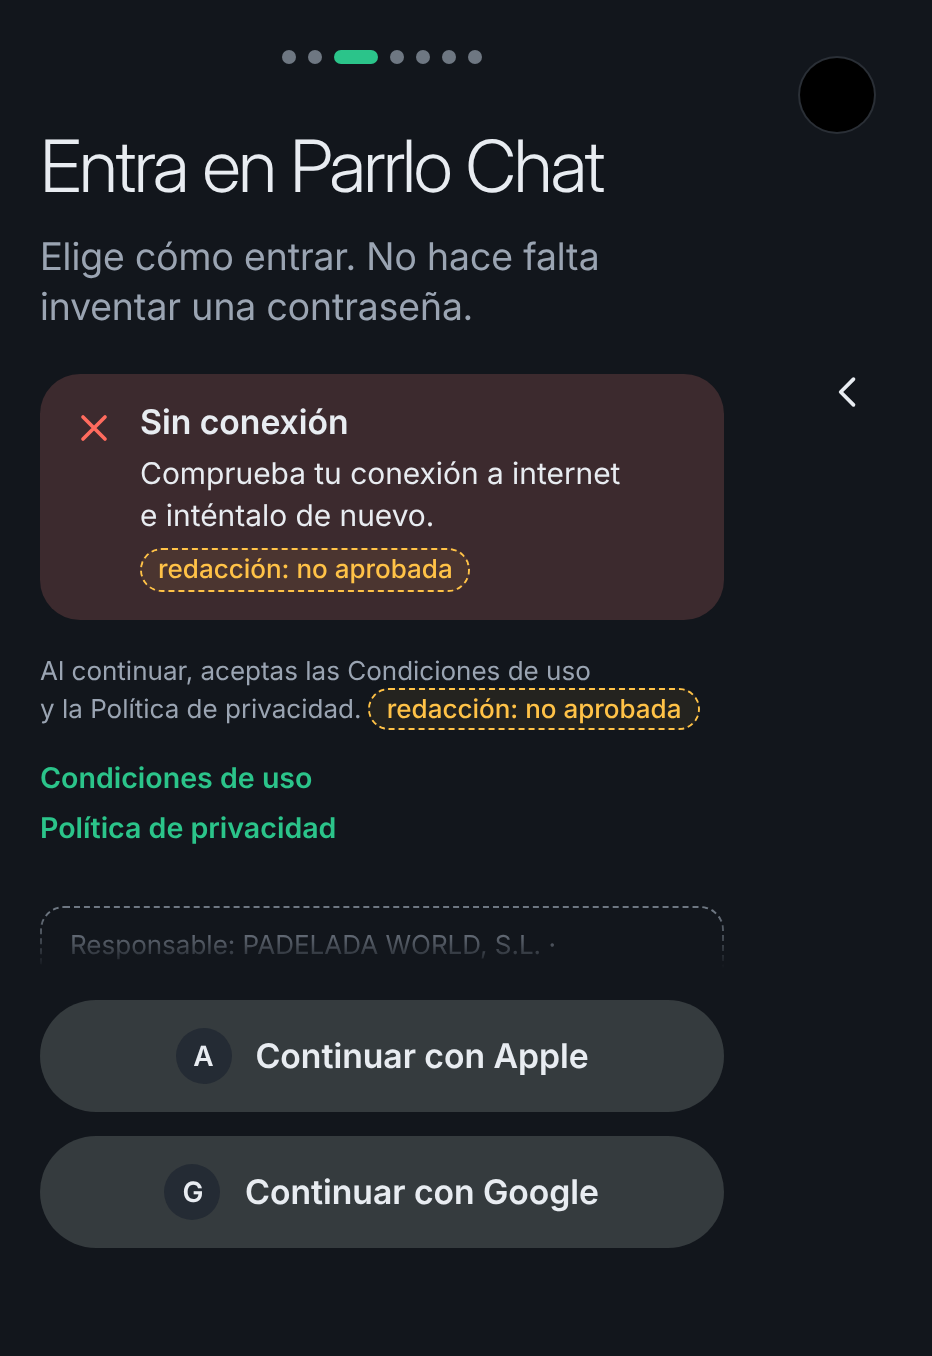 Entra en Parrlo Chat
Elige cómo entrar. No hace falta
inventar una contraseña.
Sin conexión
Comprueba tu conexión a internet
e inténtalo de nuevo.
redacción: no aprobada
Al continuar, aceptas las Condiciones de uso
y la Política de privacidad. redacción: no aprobada
Condiciones de uso
Política de privacidad
Responsable: PADELADA WORLD, S.L. ·
A Continuar con Apple
G Continuar con Google